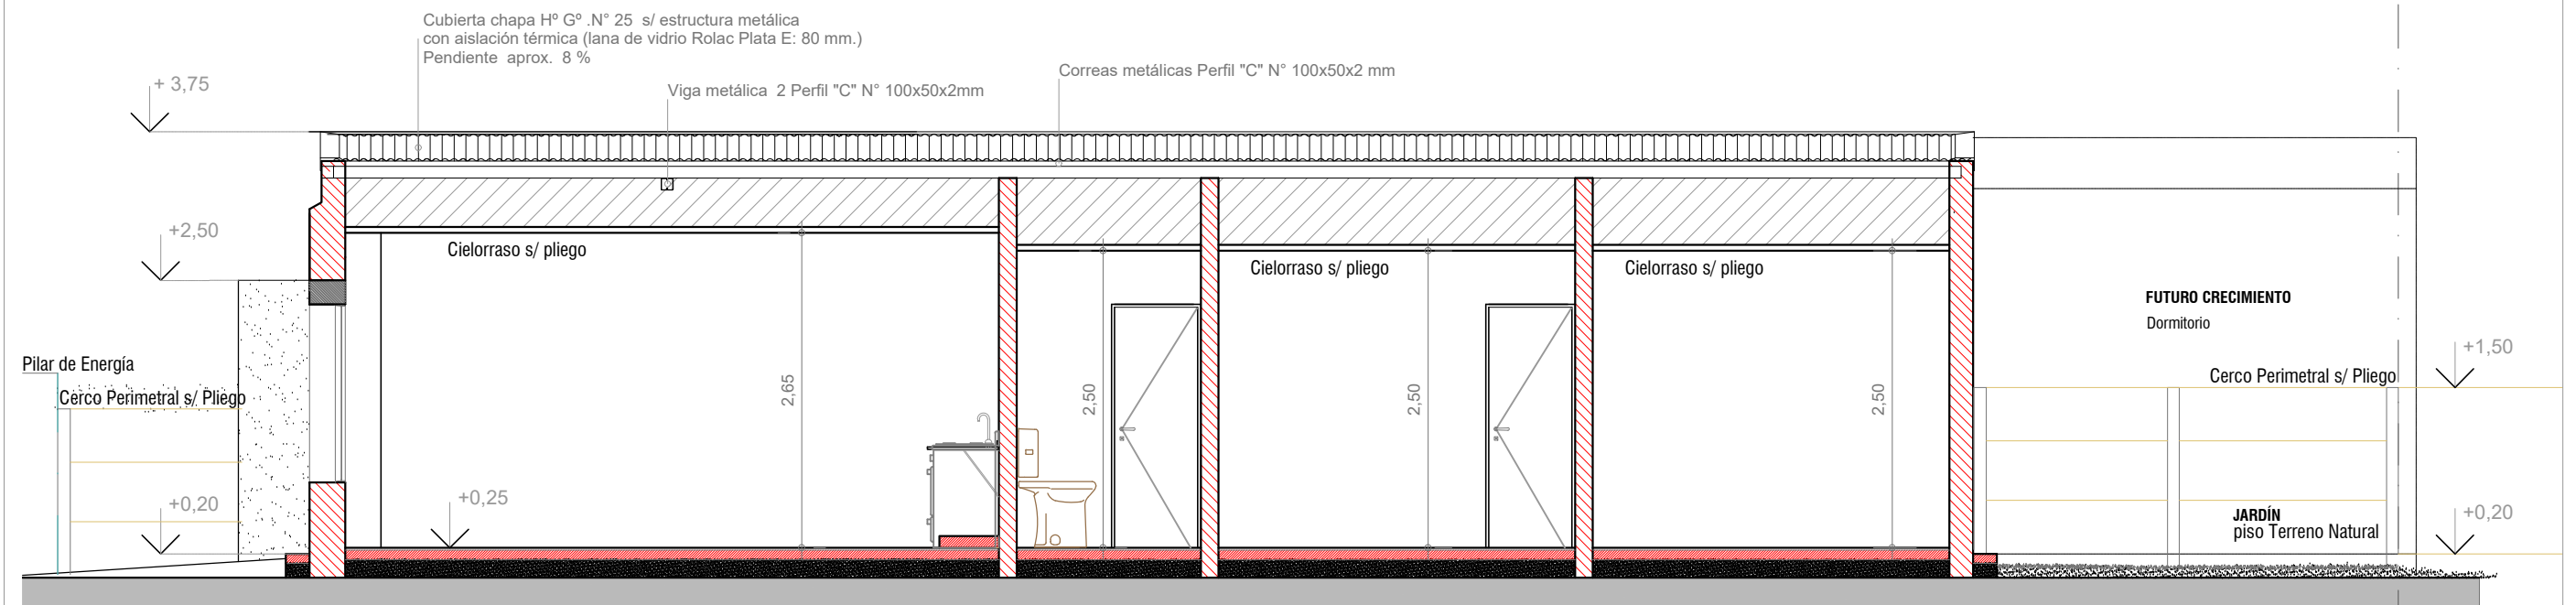 Cubierta chapa Hº Gº .N° 25  s/ estructura metálica
con aislación térmica (lana de vidrio Rolac Plata E: 80 mm.)
Pendiente  aprox.  8 %
Correas metálicas Perfil "C" N° 100x50x2 mm
+ 3,75
Viga metálica  2 Perfil "C" N° 100x50x2mm
+2,50
Cielorraso s/ pliego
Cielorraso s/ pliego
Cielorraso s/ pliego
FUTURO CRECIMIENTO
Dormitorio
+1,50
Pilar de Energía
Cerco Perimetral s/ Pliego
2,65
2,50
2,50
2,50
Cerco Perimetral s/ Pliego
+0,20
+0,25
JARDÍN
piso Terreno Natural
+0,20